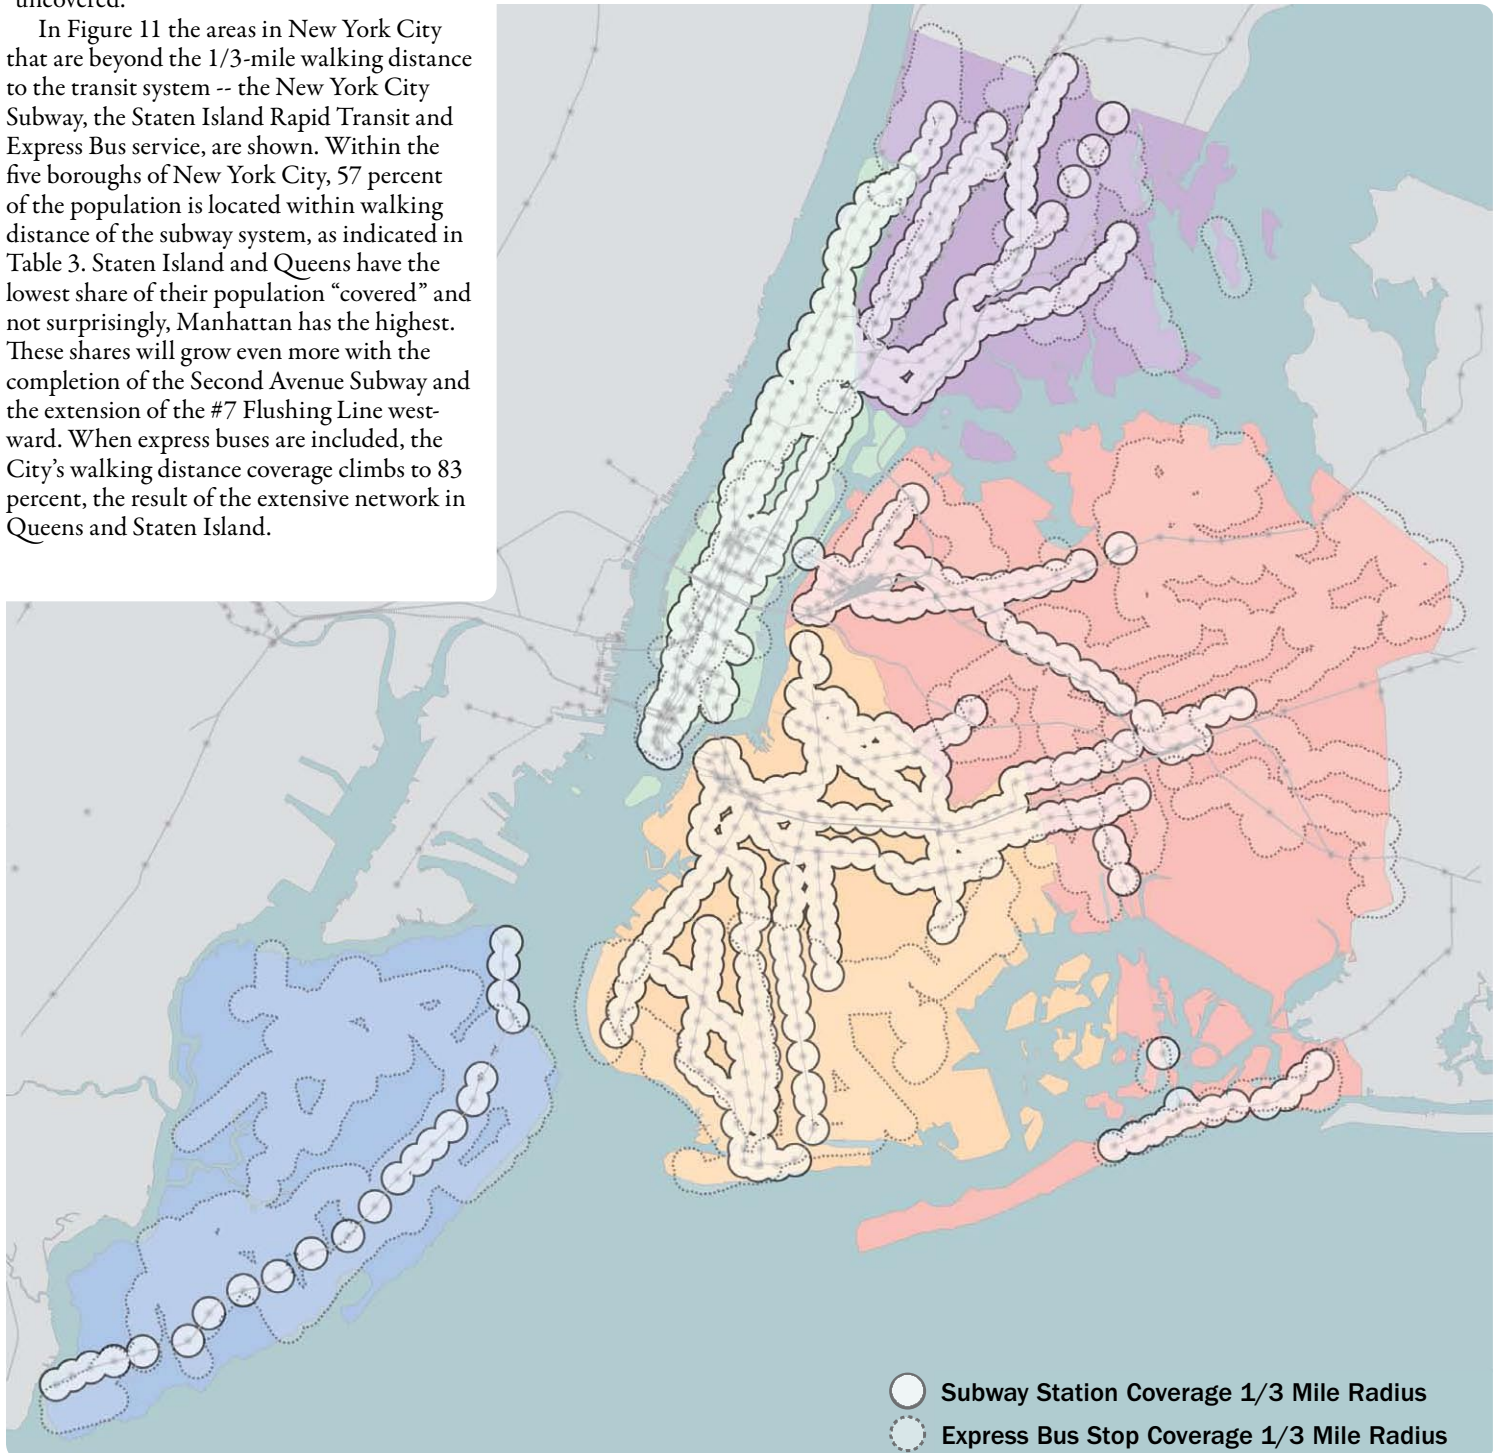 uncovered.
In Figure 11 the areas in New York City
that are beyond the 1/3-mile walking distance
to the transit system -- the New York City
Subway, the Staten Island Rapid Transit and
Express Bus service, are shown. Within the
five boroughs of New York City, 57 percent
of the population is located within walking
distance of the subway system, as indicated in
Table 3. Staten Island and Queens have the
lowest share of their population “covered” and
not surprisingly, Manhattan has the highest.
These shares will grow even more with the
completion of the Second Avenue Subway and
the extension of the #7 Flushing Line west-
ward. When express buses are included, the
City’s walking distance coverage climbs to 83
percent, the result of the extensive network in
Queens and Staten Island.
Subway Station Coverage 1/3 Mile Radius
Express Bus Stop Coverage 1/3 Mile Radius